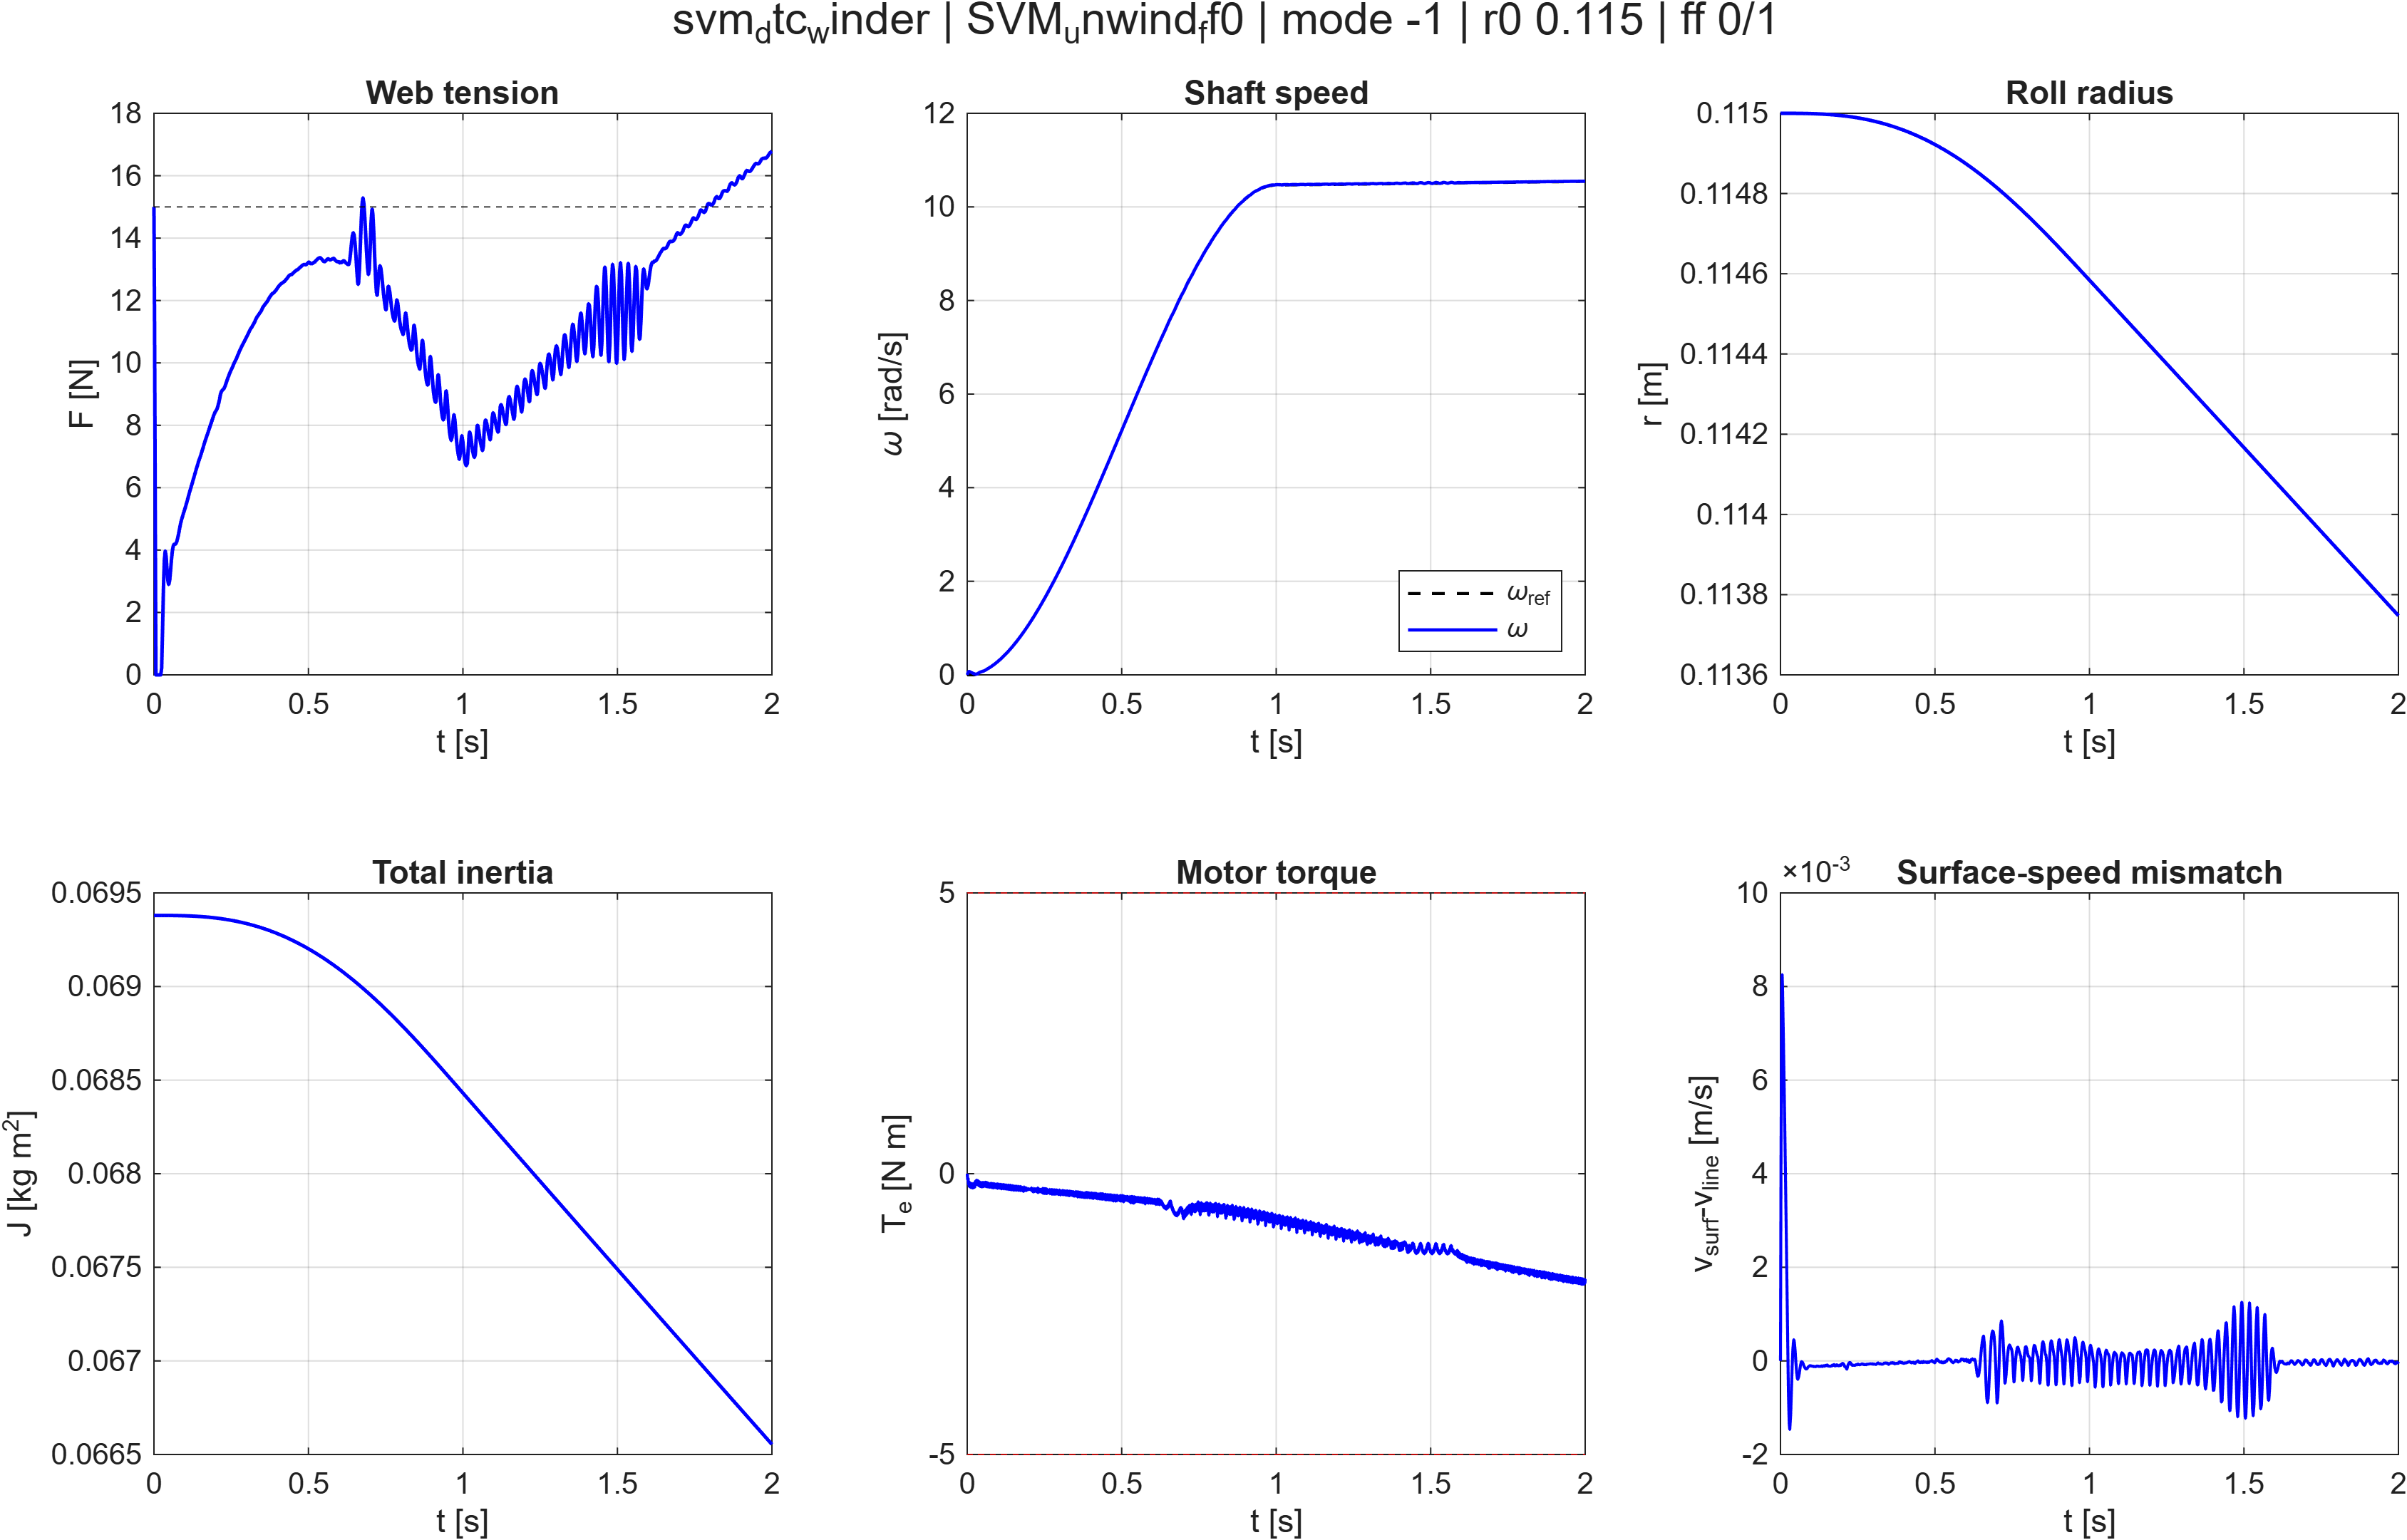 svm_dtc_winder | SVM_unwind_ff0 | mode -1 | r0 0.115 | ff 0/1
Web tension
18
16
14
12
10
8
6
4
2
0
F [N]
0 0.5 1 1.5 2
t [s]
Shaft speed
12
10
8
6
4
2
0
ω [rad/s]
ω_ref
ω
0 0.5 1 1.5 2
t [s]
Roll radius
0.115
0.1148
0.1146
0.1144
0.1142
0.114
0.1138
0.1136
r [m]
0 0.5 1 1.5 2
t [s]
Total inertia
0.0695
0.069
0.0685
0.068
0.0675
0.067
0.0665
J [kg m²]
0 0.5 1 1.5 2
t [s]
Motor torque
5
0
-5
T_e [N m]
0 0.5 1 1.5 2
t [s]
×10⁻³
Surface-speed mismatch
10
8
6
4
2
0
-2
v_surf-v_line [m/s]
0 0.5 1 1.5 2
t [s]